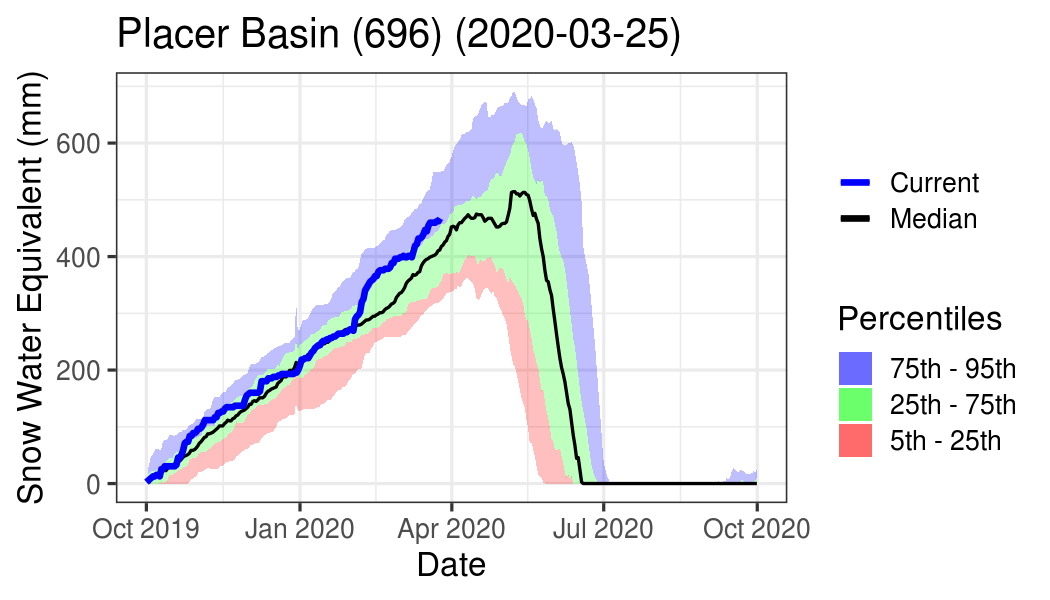 Placer Basin (696) (2020-03-25)
Snow Water Equivalent (mm)
600
400
200
0
Oct 2019
Jan 2020
Apr 2020
Jul 2020
Oct 2020
Date
Current
Median
Percentiles
75th - 95th
25th - 75th
5th - 25th